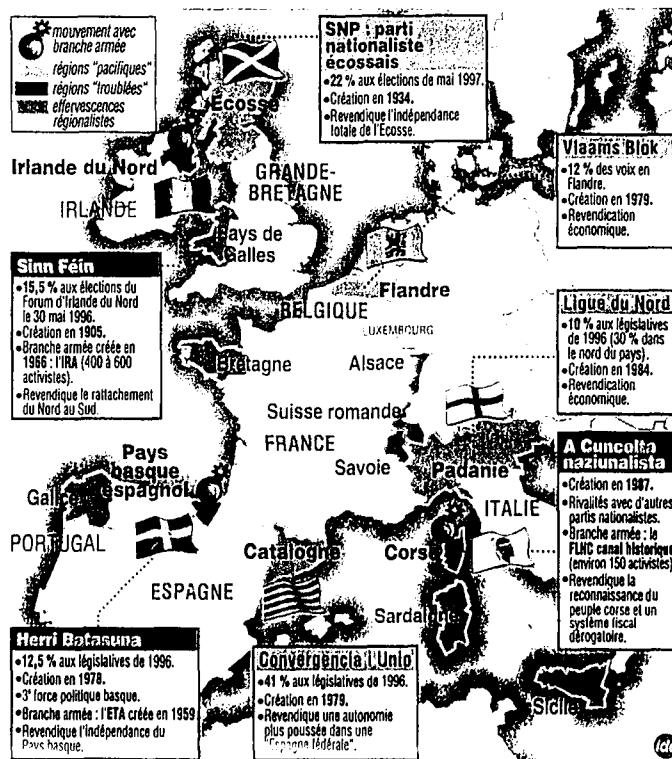 mouvement avec
branche armée
régions "pacifiques"
régions "troublées"
effervescences
régionalistes
SNP : parti
nationaliste
écossais
•22 % aux élections de mai 1997.
•Création en 1934.
•Revendique l'indépendance
totale de l'Ecosse.
Ecosse
Irlande du Nord
GRANDE-
BRETAGNE
IRLANDE
Pays de
Galles
Vlaams Blok
•12 % des voix en
Flandre.
•Création en 1979.
•Revendication
économique.
Sinn Féin
•15,5 % aux élections du
Forum d'Irlande du Nord
le 30 mai 1996.
•Création en 1905.
•Branche armée créée en
1966 : l'IRA (400 à 600
activistes).
•Revendique le rattachement
du Nord au Sud.
Flandre
BELGIQUE
LUXEMBOURG
Bretagne
Alsace
Suisse romande
FRANCE
Savoie
Ligue du Nord
•10 % aux législatives
de 1996 (30 % dans
le nord du pays).
•Création en 1984.
•Revendication
économique.
Padanie
ITALIE
Pays
basque
espagnol
Galice
PORTUGAL
ESPAGNE
Catalogne
Corse
Sardaigne
Sicile
A Cuncolta
naziunalista
•Création en 1987.
•Rivalités avec d'autres
partis nationalistes.
•Branche armée : le
FLNC canal historique
(environ 150 activistes)
•Revendique la
reconnaissance du
peuple corse et un
système fiscal
dérogatoire.
Herri Batasuna
•12,5 % aux législatives de 1996.
•Création en 1978.
•3e force politique basque.
•Branche armée : l'ETA créée en 1959
•Revendique l'indépendance du
Pays basque.
Convergencia i Unio
•41 % aux législatives de 1996.
•Création en 1979.
•Revendique une autonomie
plus poussée dans une
"Espagne fédérale".